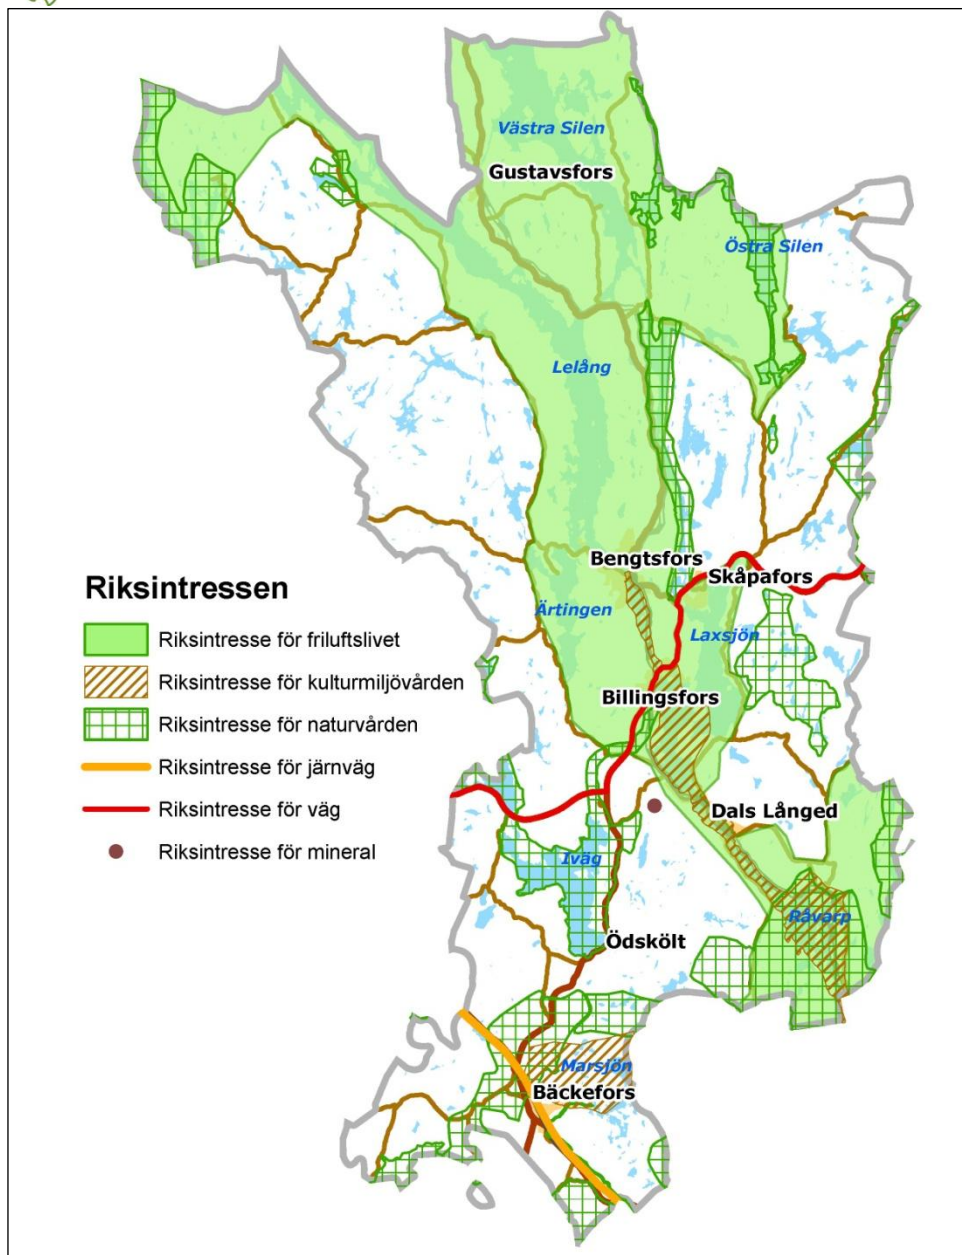 Västra Silen
Gustavsfors
Östra Silen
Lelång
Bengtsfors
Skåpafors
Ärtingen
Laxsjön
Billingsfors
Dals Långed
Iväg
Råvarp
Ödskölt
Marsjön
Bäckefors
Riksintressen
Riksintresse för friluftslivet
Riksintresse för kulturmiljövården
Riksintresse för naturvården
Riksintresse för järnväg
Riksintresse för väg
Riksintresse för mineral